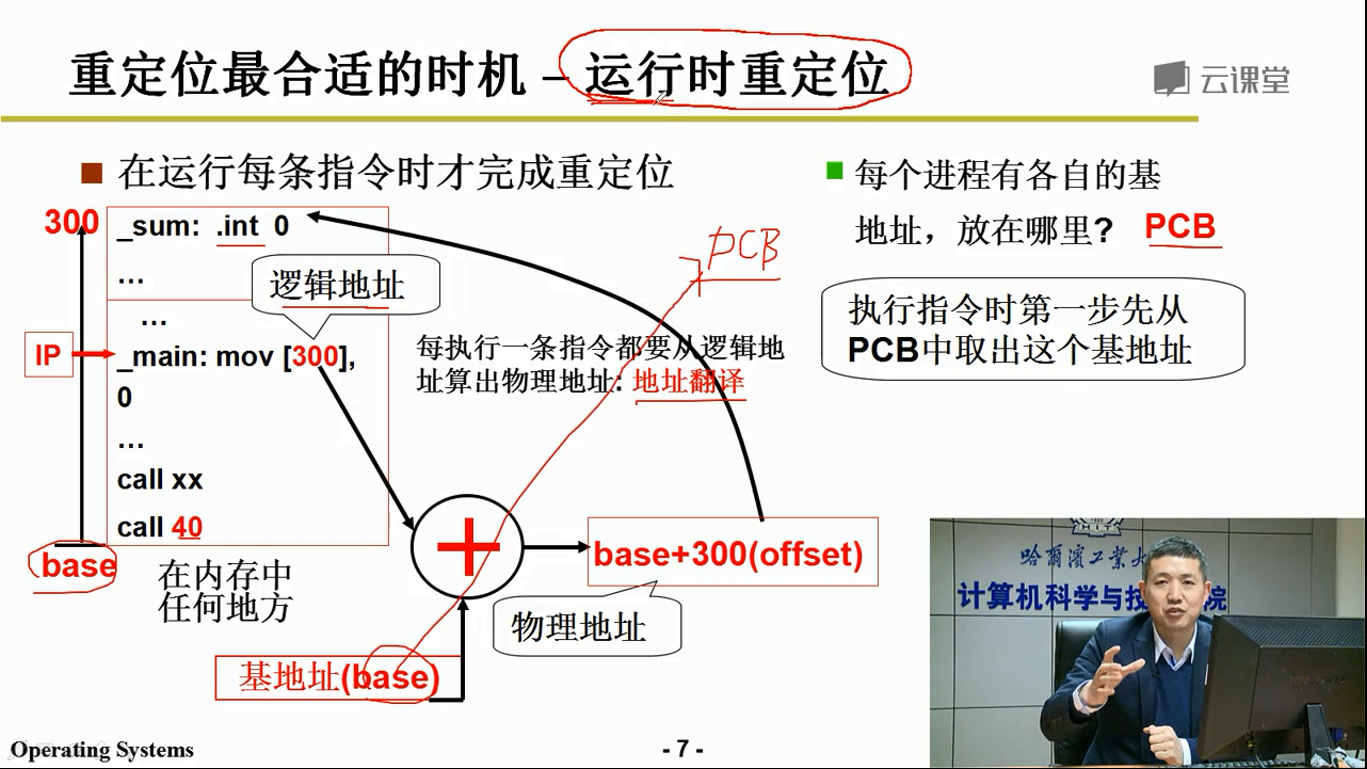 重定位最合适的时机 – 运行时重定位
云课堂
在运行每条指令时才完成重定位
300
_sum: .int 0
...
逻辑地址
...
IP
_main: mov [300],
0
...
call xx
call 40
base
在内存中
任何地方
PCB
每执行一条指令都要从逻辑地
址算出物理地址: 地址翻译
+
base+300(offset)
物理地址
基地址(base)
每个进程有各自的基
地址，放在哪里? PCB
执行指令时第一步先从
PCB中取出这个基地址
哈尔滨工业大
计算机科学与技
院
Operating Systems
- 7 -